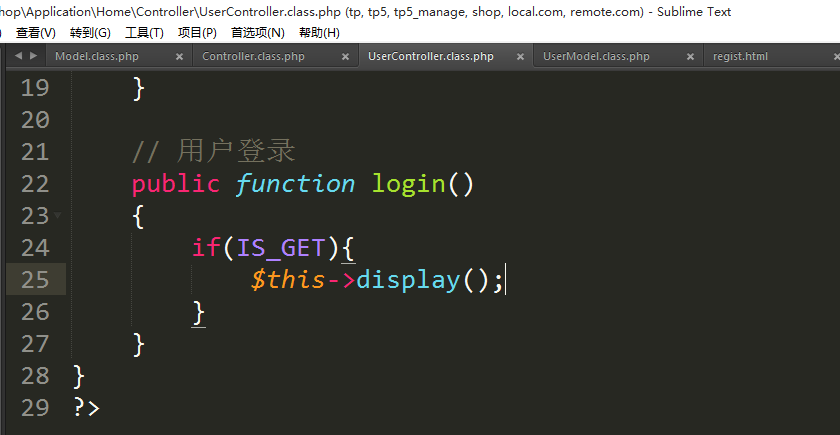 hop\Application\Home\Controller\UserController.class.php (tp, tp5, tp5_manage, shop, local.com, remote.com) - Sublime Text
) 查看(V) 转到(G) 工具(T) 项目(P) 首选项(N) 帮助(H)
Model.class.php × Controller.class.php × UserController.class.php × UserModel.class.php × regist.html
19 }
20
21 // 用户登录
22 public function login()
23 {
24 if(IS_GET){
25 $this->display();
26 }
27 }
28 }
29 ?>